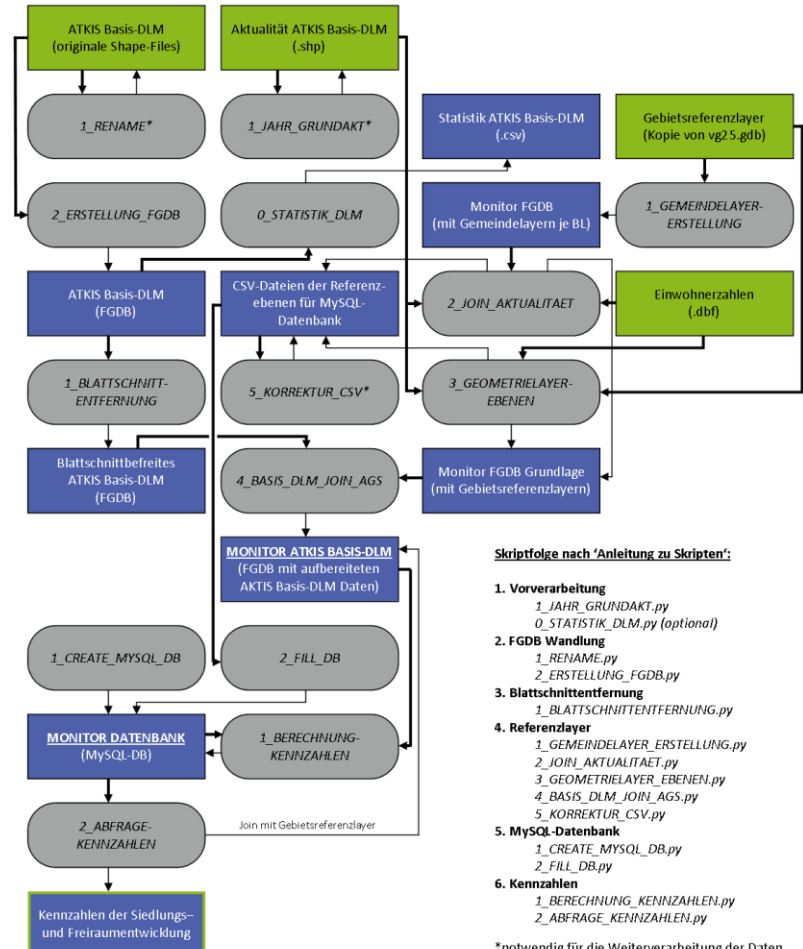 ATKIS Basis-DLM
(originale Shape-Files)
Aktualität ATKIS Basis-DLM
(.shp)
1_RENAME*
1_JAHR_GRUNDAKT*
Statistik ATKIS Basis-DLM
(.csv)
Gebietsreferenzlayer
(Kopie von vg25.gdb)
2_ERSTELLUNG_FGDB
0_STATISTIK_DLM
Monitor FGDB
(mit Gemeindelayern je BL)
1_GEMEINDELAYER-
ERSTELLUNG
ATKIS Basis-DLM
(FGDB)
CSV-Dateien der Referenz-
ebenen für MySQL-
Datenbank
2_JOIN_AKTUALITAET
Einwohnerzahlen
(.dbf)
1_BLATTSCHNITT-
ENTFERNUNG
5_KORREKTUR_CSV*
3_GEOMETRIELAYER-
EBENEN
Blattschnittbefreites
ATKIS Basis-DLM
(FGDB)
4_BASIS_DLM_JOIN_AGS
Monitor FGDB Grundlage
(mit Gebietsreferenzlayern)
MONITOR ATKIS BASIS-DLM
(FGDB mit aufbereiteten
AKTIS Basis-DLM Daten)
1_CREATE_MYSQL_DB
2_FILL_DB
MONITOR DATENBANK
(MySQL-DB)
1_BERECHNUNG-
KENNZAHLEN
2_ABFRAGE-
KENNZAHLEN
Join mit Gebietsreferenzlayer
Kennzahlen der Siedlungs–
und Freiraumentwicklung
Skriptfolge nach ‘Anleitung zu Skripten‘:
1. Vorverarbeitung
1_JAHR_GRUNDAKT.py
0_STATISTIK_DLM.py (optional)
2. FGDB Wandlung
1_RENAME.py
2_ERSTELLUNG_FGDB.py
3. Blattschnittentfernung
1_BLATTSCHNITTENTFERNUNG.py
4. Referenzlayer
1_GEMEINDELAYER_ERSTELLUNG.py
2_JOIN_AKTUALITAET.py
3_GEOMETRIELAYER_EBENEN.py
4_BASIS_DLM_JOIN_AGS.py
5_KORREKTUR_CSV.py
5. MySQL-Datenbank
1_CREATE_MYSQL_DB.py
2_FILL_DB.py
6. Kennzahlen
1_BERECHNUNG_KENNZAHLEN.py
2_ABFRAGE_KENNZAHLEN.py
*notwendig für die Weiterverarbeitung der Daten